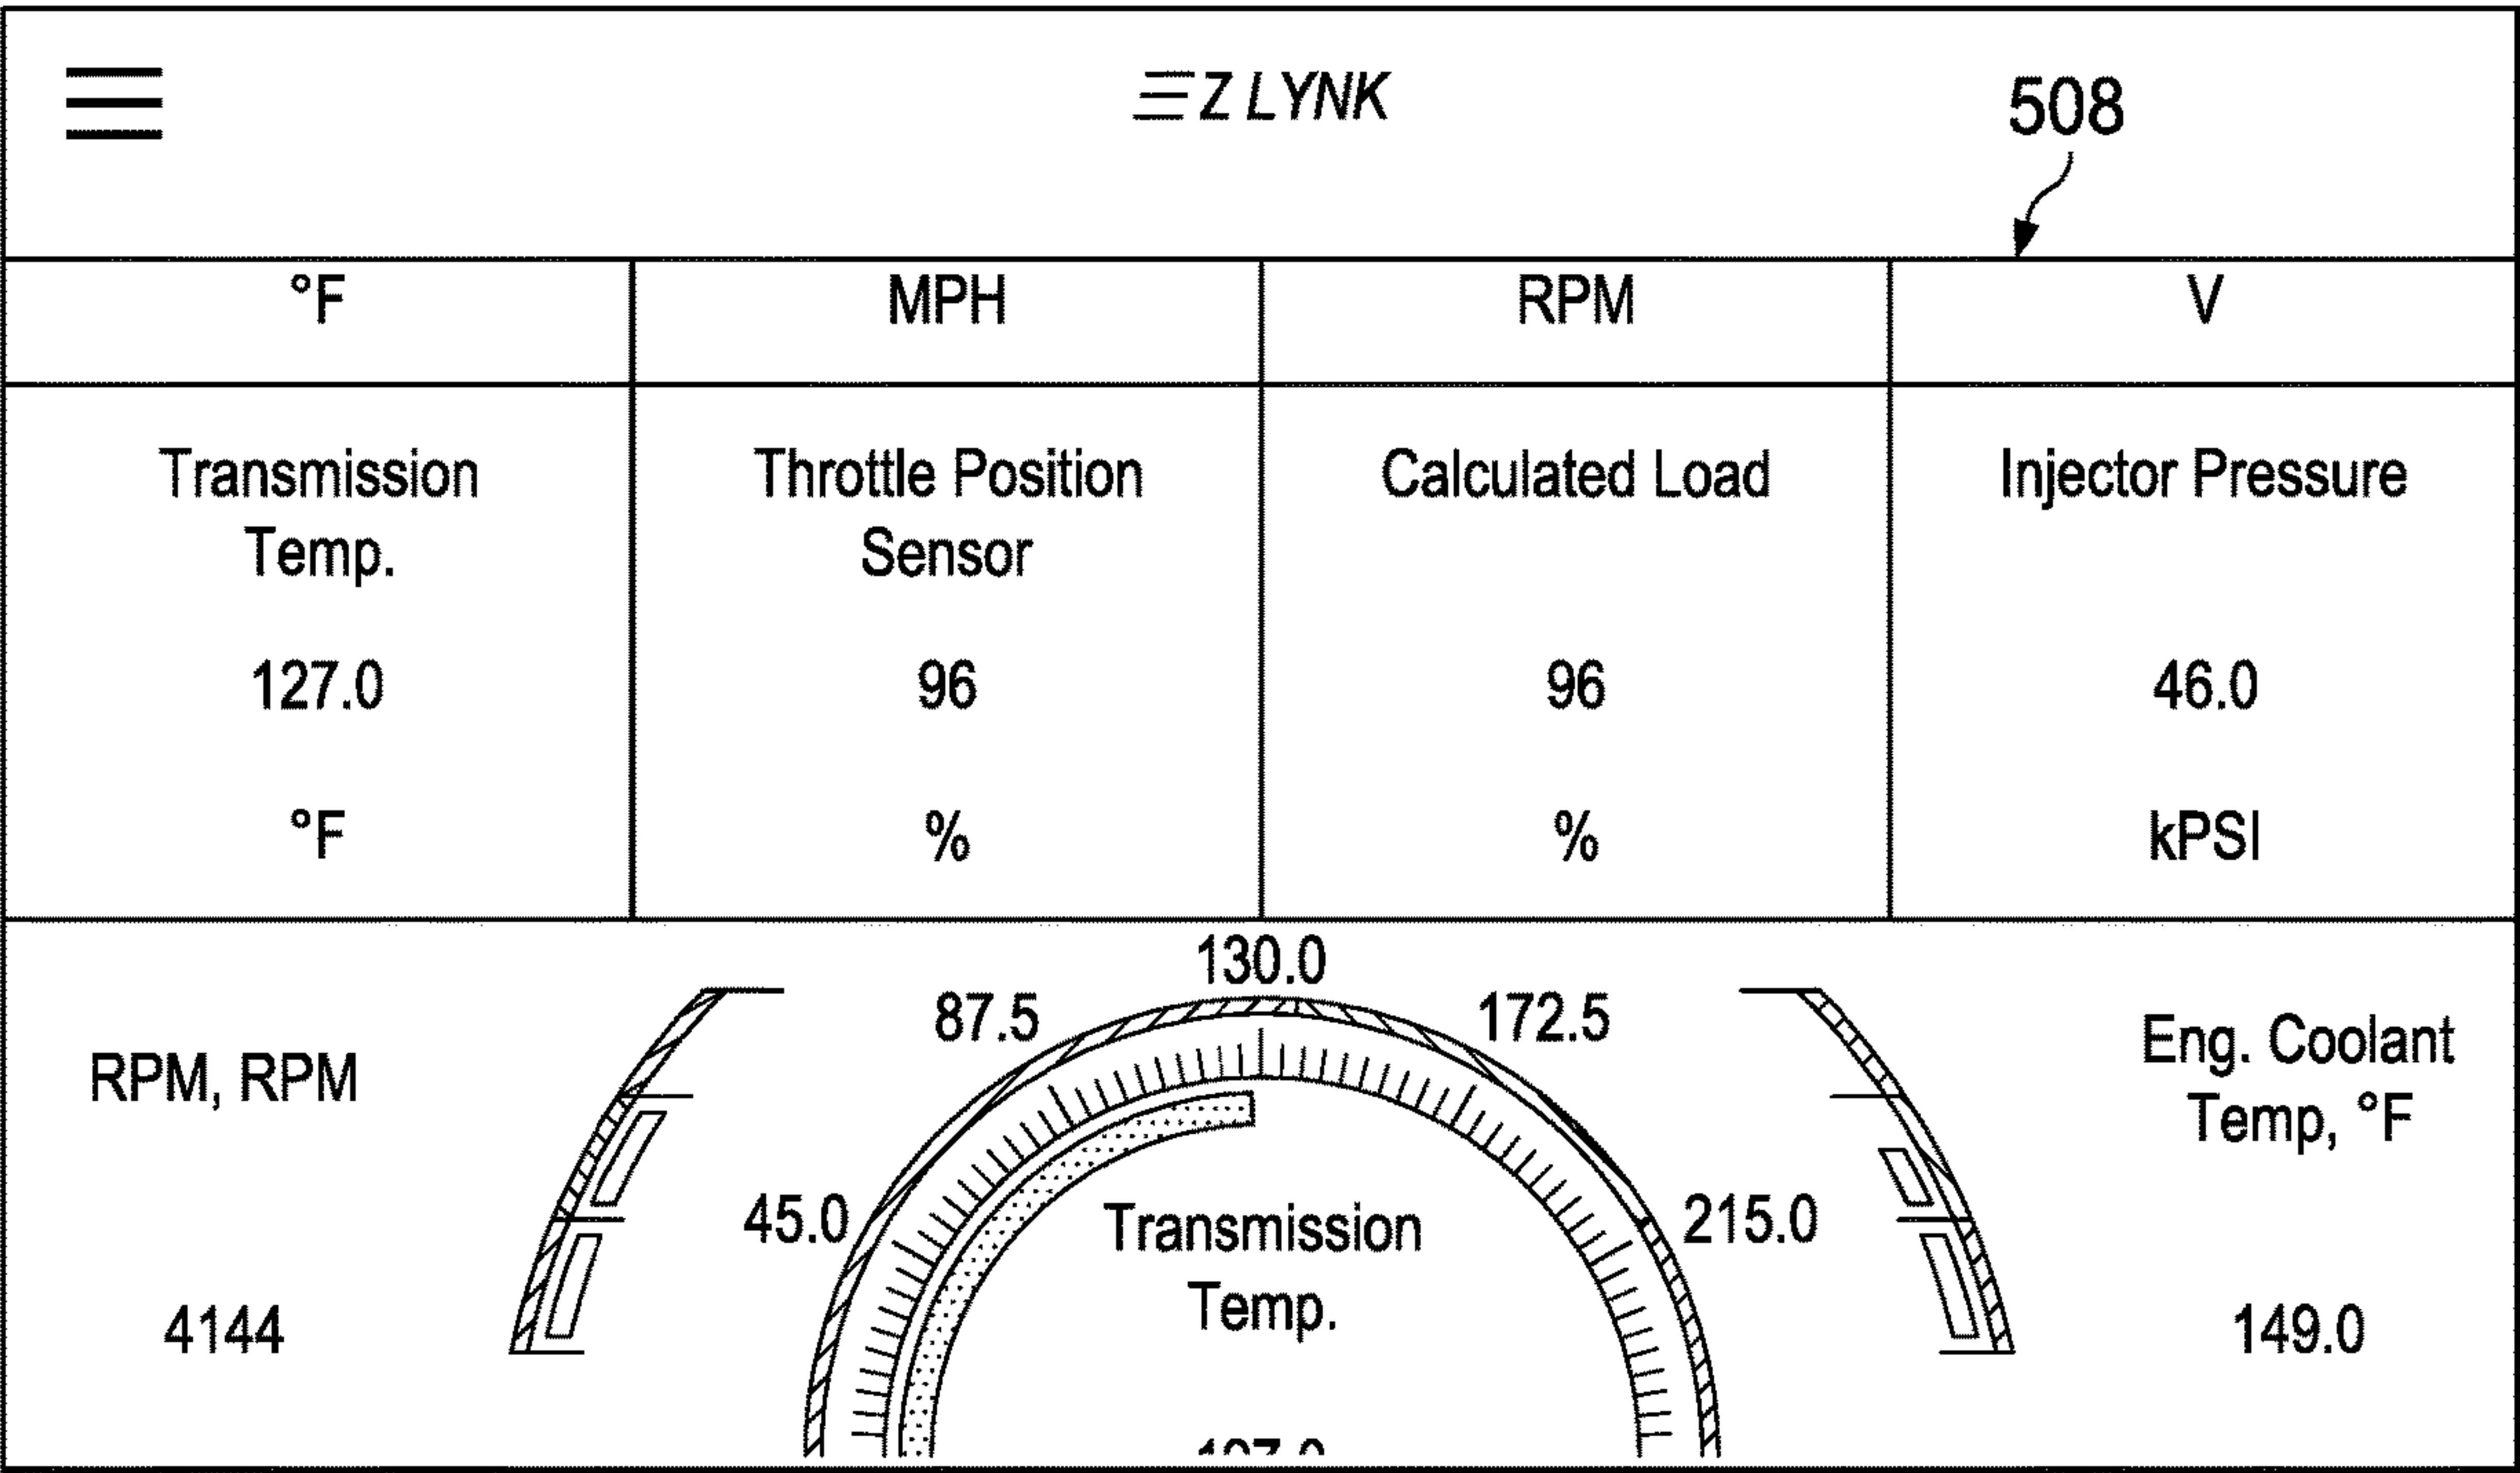 EZ LYNK
508
°F MPH RPM V
Transmission
Temp.
127.0
°F
Throttle Position
Sensor
96
%
Calculated Load
96
%
Injector Pressure
46.0
kPSI
RPM, RPM
4144
45.0
87.5
130.0
172.5
215.0
Transmission
Temp.
Eng. Coolant
Temp, °F
149.0